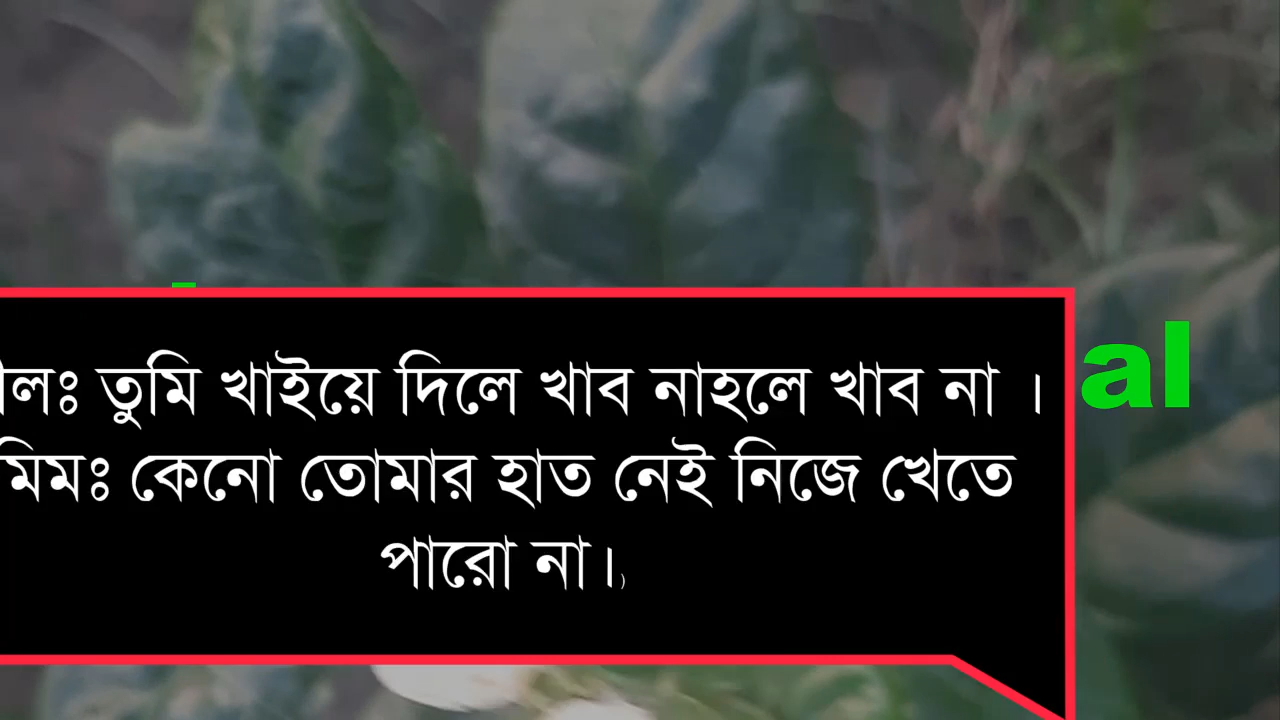 তুমি খাইয়ে দিলে খাব নাহলে খাব না ।
al
মিমঃ কেনো তোমার হাত নেই নিজে খেতে
পারো না।)